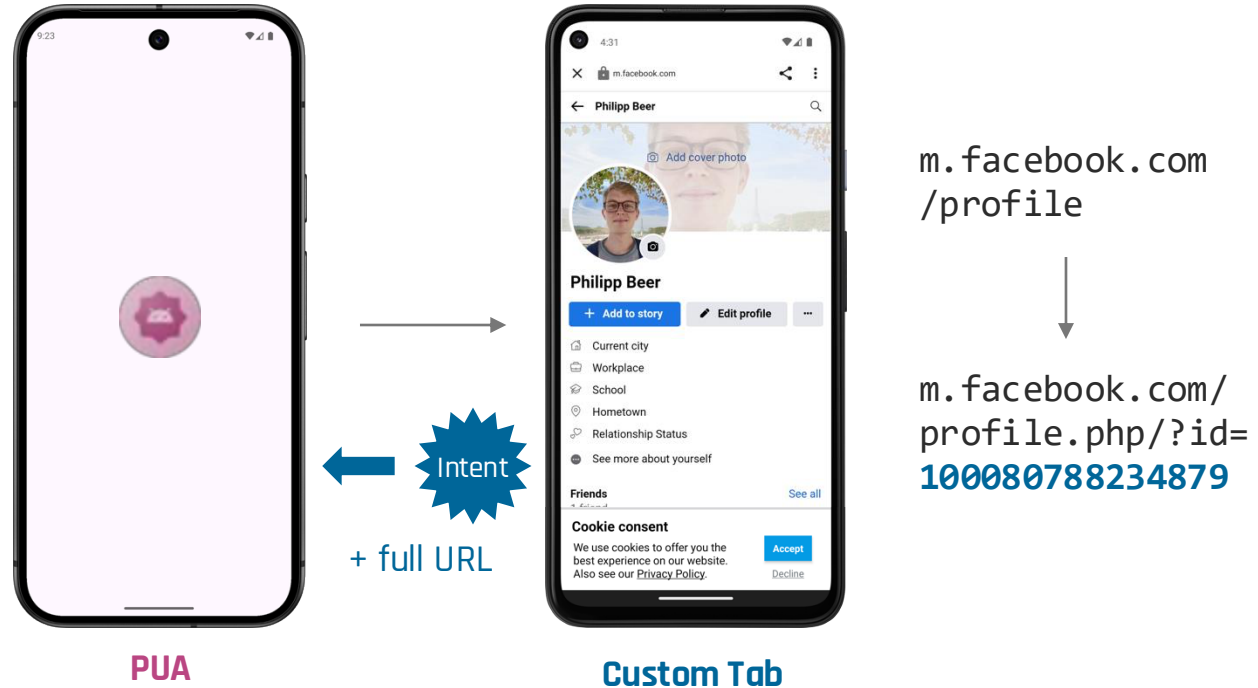 9:23
4:31
m.facebook.com
Philipp Beer
Add cover photo
Philipp Beer
+ Add to story
Edit profile
Current city
Workplace
School
Hometown
Relationship Status
See more about yourself
Friends
See all
1 friend
Cookie consent
We use cookies to offer you the
best experience on our website.
Also see our Privacy Policy.
Accept
Decline
Intent
+ full URL
PUA
Custom Tab
m.facebook.com
/profile
m.facebook.com/
profile.php/?id=
100080788234879